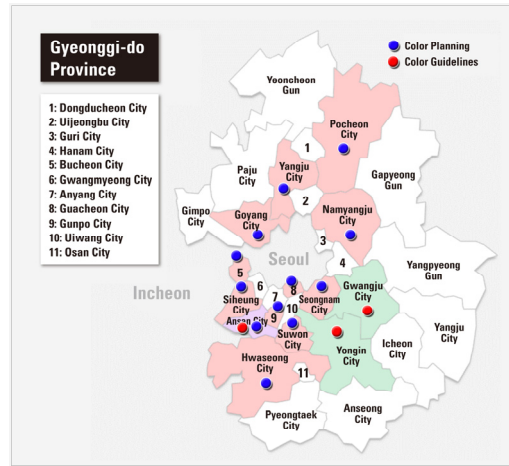 Gyeonggi-do
Province
Color Planning
Color Guidelines
1: Dongducheon City
2: Uijeongbu City
3: Guri City
4: Hanam City
5: Bucheon City
6: Gwangmyeong City
7: Anyang City
8: Guacheon City
9: Gunpo City
10: Uiwang City
11: Osan City
Yeoncheon
Gun
Pocheon
City
1
Yangju
City
Paju
City
Gapyeong
Gun
2
Gimpo
City
Goyang
City
Namyangju
City
3
Seoul
4
Yangpyeong
Gun
5
6
8
Gwangju
City
Incheon
Siheung
City
7
10
Seongnam
City
Ansan City
9
Suwon
City
Yongin
City
Icheon
City
Yangju
City
Hwaseong
City
11
Pyeongtaek
City
Anseong
City